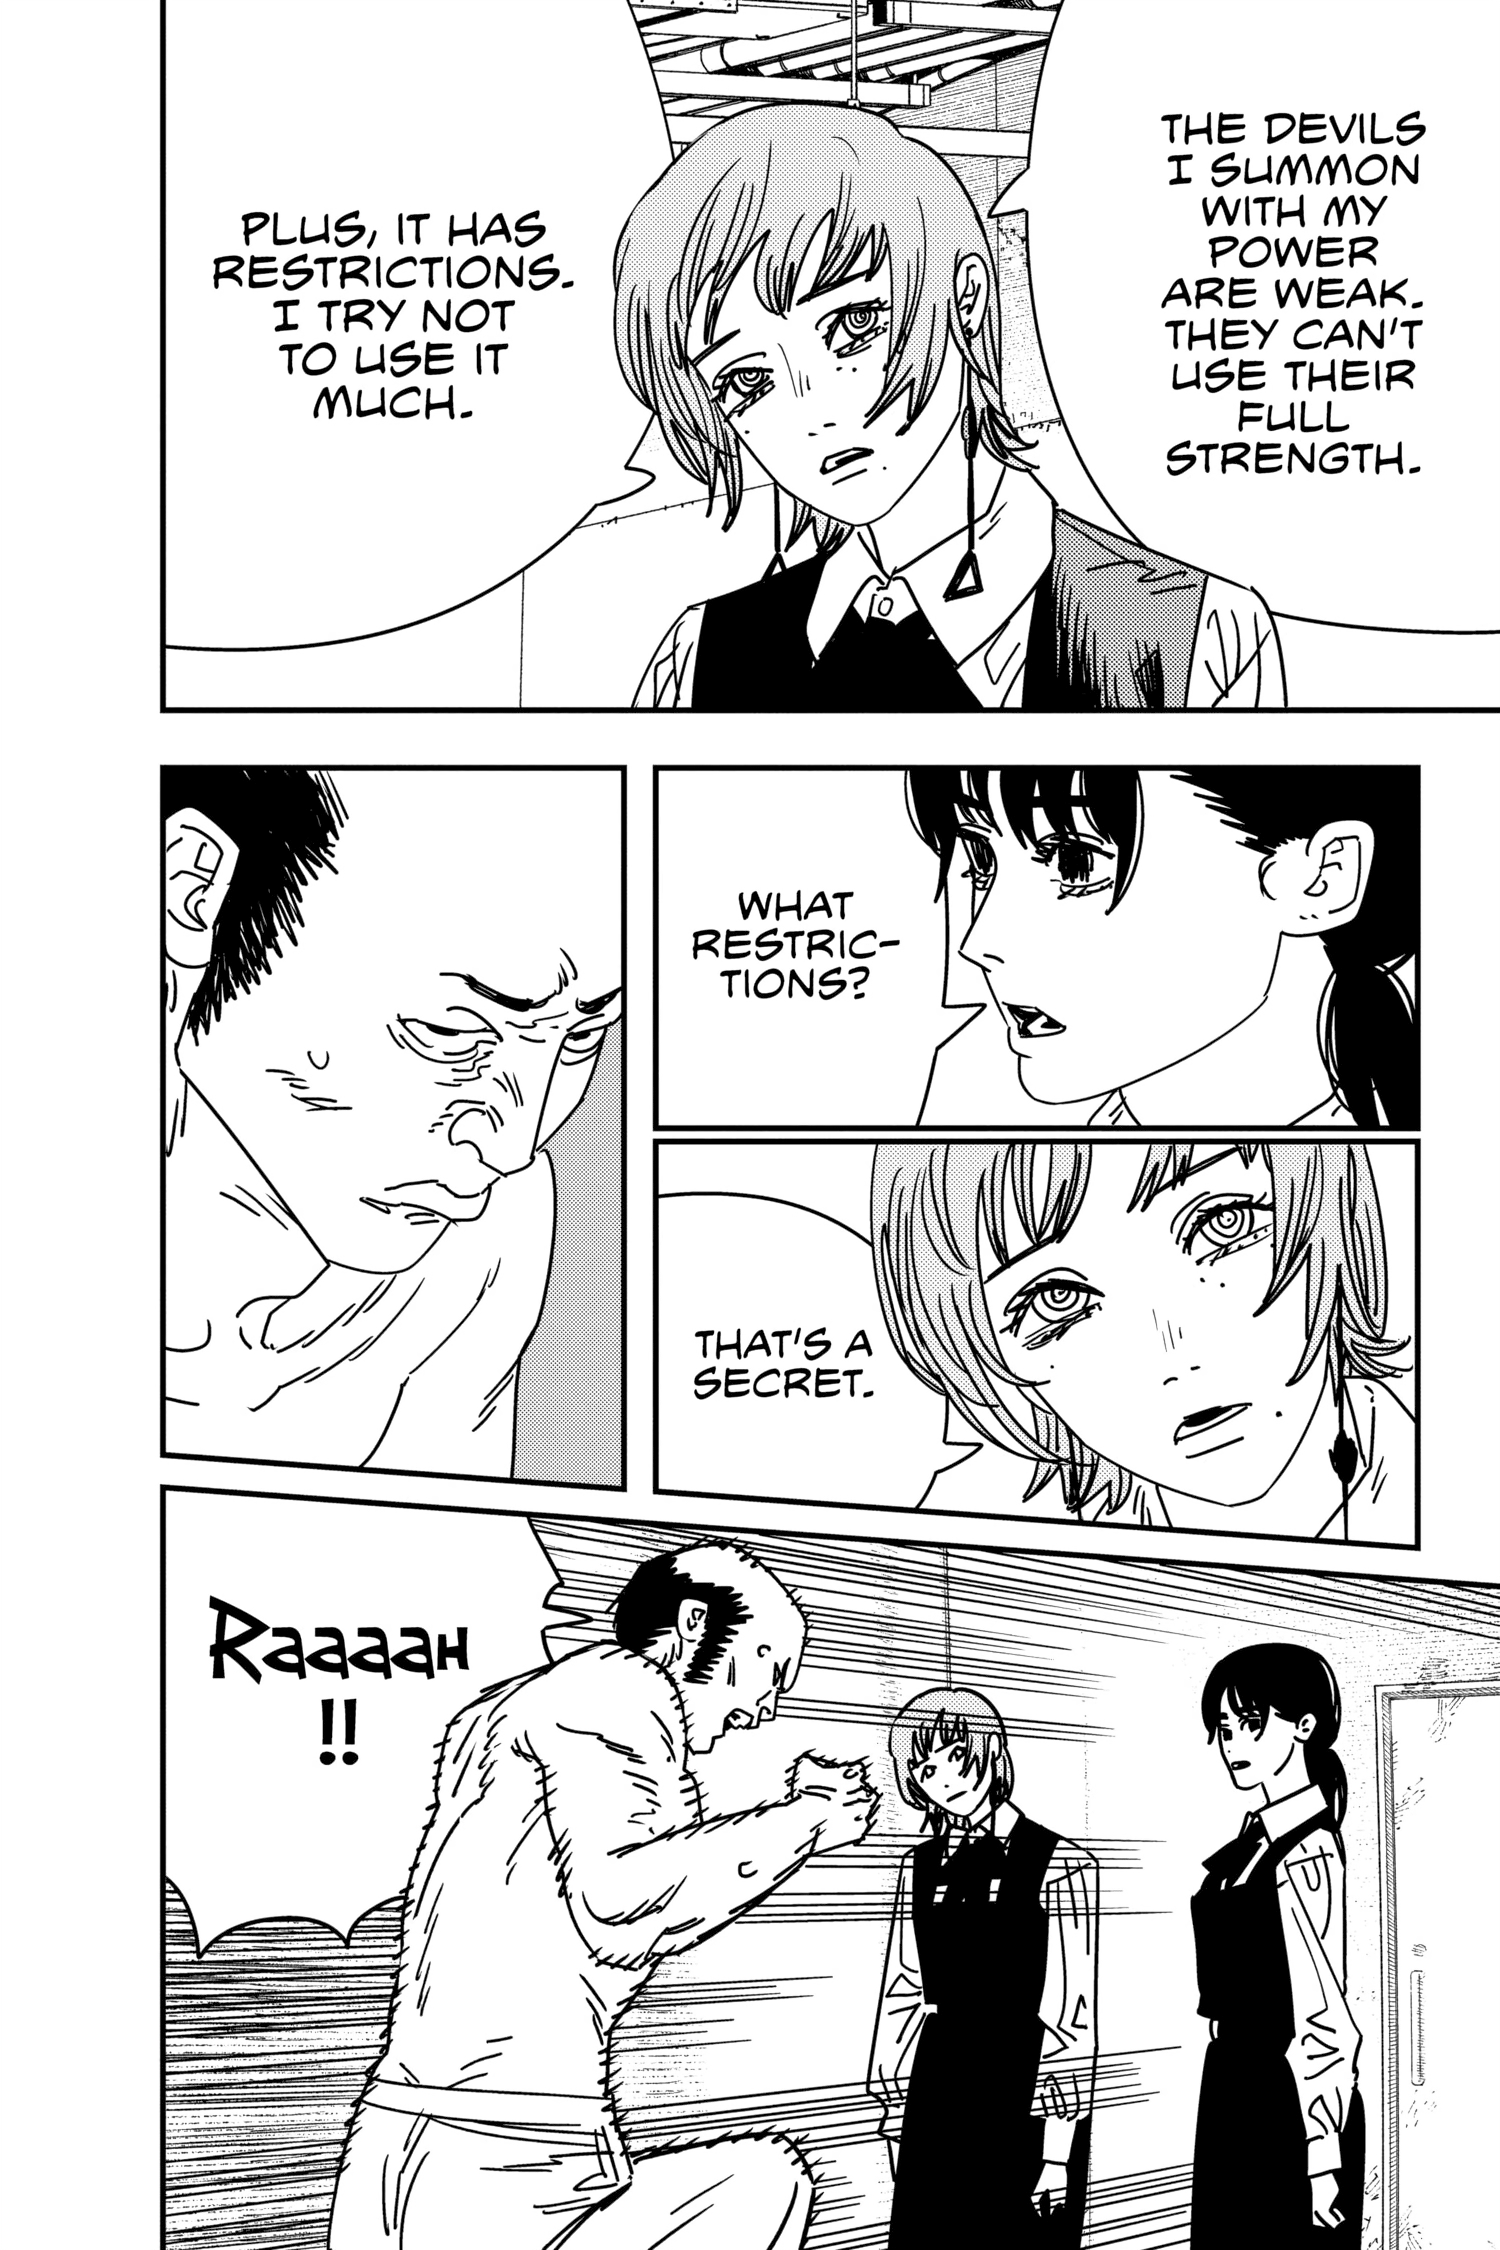 THE DEVILS
I SUMMON
WITH MY
POWER
ARE WEAK.
THEY CAN'T
USE THEIR
FULL
STRENGTH.
PLUS, IT HAS
RESTRICTIONS.
I TRY NOT
TO USE IT
MUCH.
WHAT
RESTRIC-
TIONS?
THAT'S A
SECRET.
RAAAAH
!!